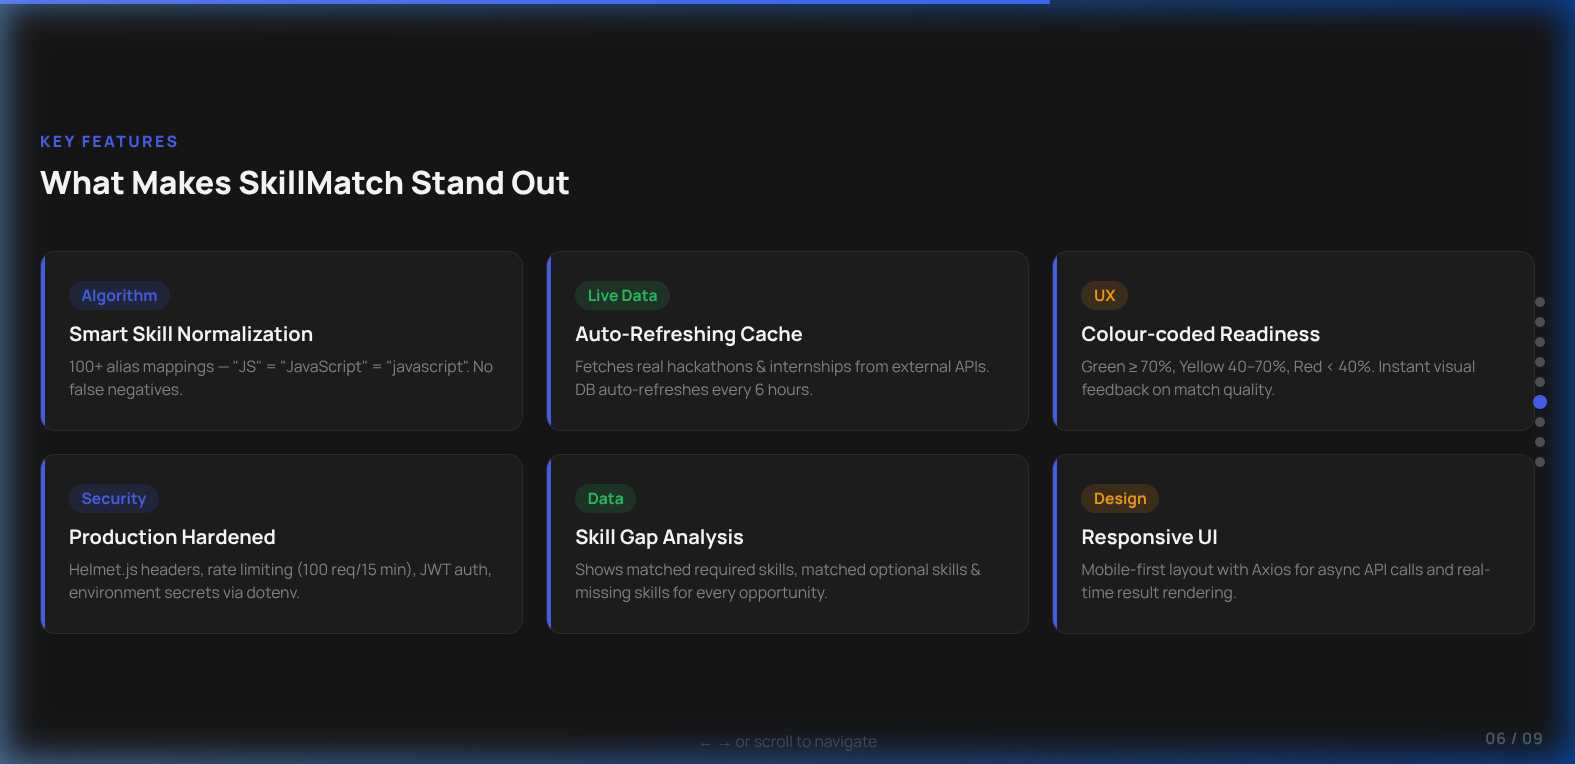 KEY FEATURES
What Makes SkillMatch Stand Out
Algorithm
Smart Skill Normalization
100+ alias mappings — "JS" = "JavaScript" = "javascript". No
false negatives.
Live Data
Auto-Refreshing Cache
Fetches real hackathons & internships from external APIs.
DB auto-refreshes every 6 hours.
UX
Colour-coded Readiness
Green ≥ 70%, Yellow 40–70%, Red < 40%. Instant visual
feedback on match quality.
Security
Production Hardened
Helmet.js headers, rate limiting (100 req/15 min), JWT auth,
environment secrets via dotenv.
Data
Skill Gap Analysis
Shows matched required skills, matched optional skills &
missing skills for every opportunity.
Design
Responsive UI
Mobile-first layout with Axios for async API calls and real-
time result rendering.
← → or scroll to navigate
06 / 09